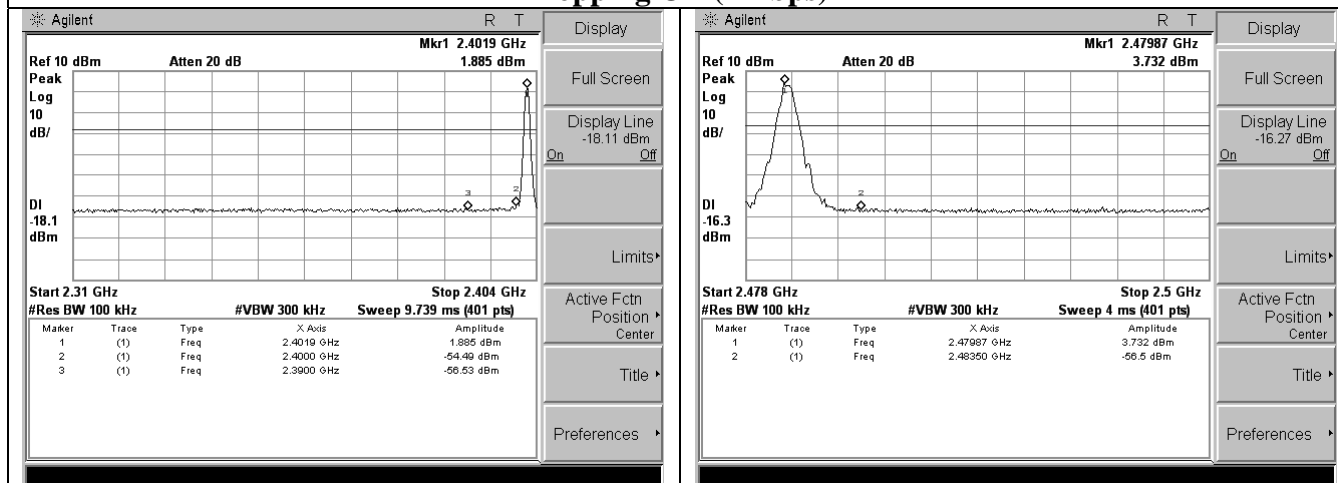 Agilent R T
Mkr1 2.4019 GHz
Ref 10 dBm Atten 20 dB 1.885 dBm
Peak
Log
10
dB/
3
2
DI
-18.1
dBm
Start 2.31 GHz Stop 2.404 GHz
#Res BW 100 kHz #VBW 300 kHz Sweep 9.739 ms (401 pts)
Marker Trace Type X Axis Amplitude
1 (1) Freq 2.4019 GHz 1.885 dBm
2 (1) Freq 2.4000 GHz -54.49 dBm
3 (1) Freq 2.3900 GHz -56.53 dBm
Display
Full Screen
Display Line
-18.11 dBm
On Off
Limits
Active Fctn
Position
Center
Title
Preferences
Agilent R T
Mkr1 2.47987 GHz
Ref 10 dBm Atten 20 dB 3.732 dBm
Peak
Log
10
dB/
2
DI
-16.3
dBm
Start 2.478 GHz Stop 2.5 GHz
#Res BW 100 kHz #VBW 300 kHz Sweep 4 ms (401 pts)
Marker Trace Type X Axis Amplitude
1 (1) Freq 2.47987 GHz 3.732 dBm
2 (1) Freq 2.48350 GHz -56.5 dBm
Display
Full Screen
Display Line
-16.27 dBm
On Off
Limits
Active Fctn
Position
Center
Title
Preferences